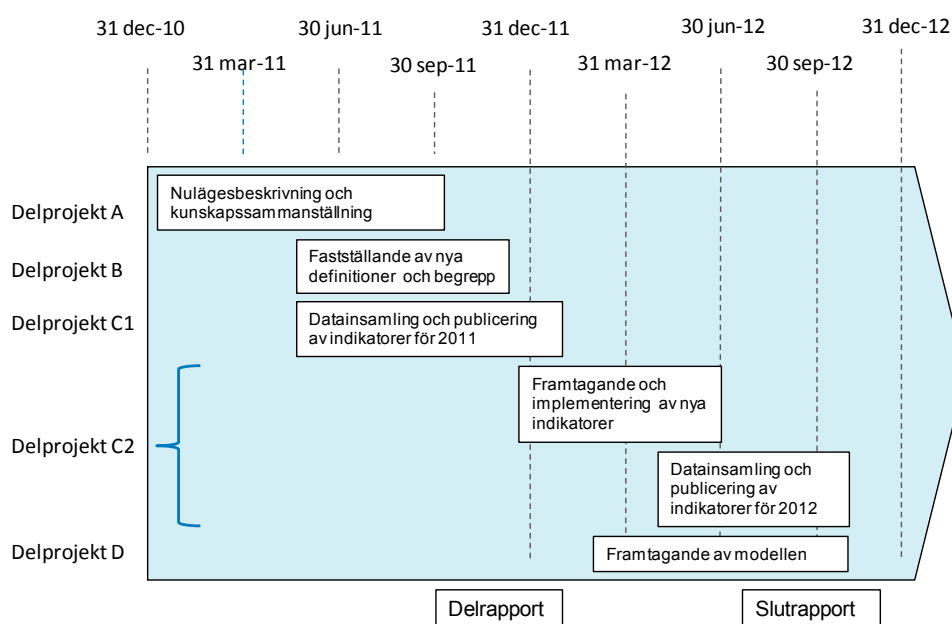 31 dec-10
30 jun-11
31 dec-11
30 jun-12
31 dec-12
31 mar-11
30 sep-11
31 mar-12
30 sep-12
Delprojekt A
Nulägesbeskrivning och
kunskapssammanställning
Delprojekt B
Fastställande av nya
definitioner och begrepp
Delprojekt C1
Datainsamling och publicering
av indikatorer för 2011
Delprojekt C2
Framtagande och
implementering av nya
indikatorer
Datainsamling och
publicering av
indikatorer för 2012
Delprojekt D
Framtagande av modellen
Delrapport
Slutrapport